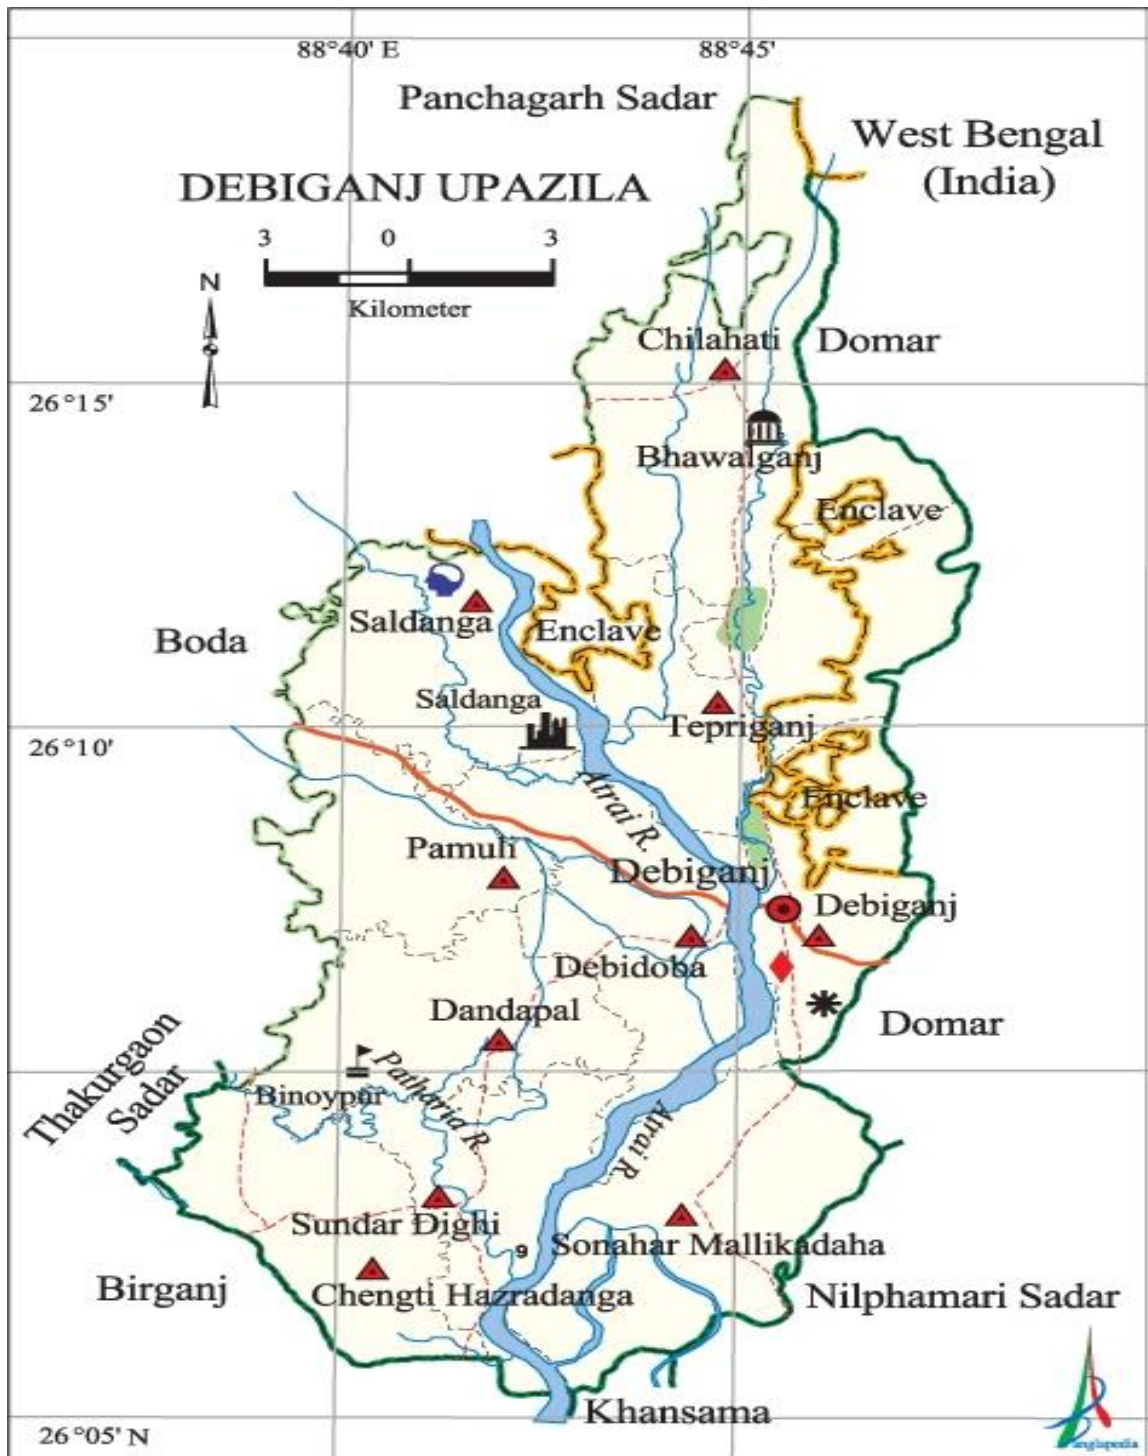 88°40' E
88°45'
Panchagarh Sadar
West Bengal
(India)
DEBIGANJ UPAZILA
3 0 3
Kilometer
N
Chilahati
Domar
26°15'
Bhawalganj
Enclave
Saldanga
Enclave
Boda
Saldanga
Tepriganj
26°10'
Enclave
Atrai R.
Pamuli
Debiganj
Debiganj
Debidoba
Dandapal
Domar
Thakurgaon
Sadar
Binoypur
Patharia R.
Atrai R.
Sundar Dighi
9
Sonahar Mallikadaha
Birganj
Chengti Hazradanga
Nilphamari Sadar
Khansama
26°05' N
anglapedia